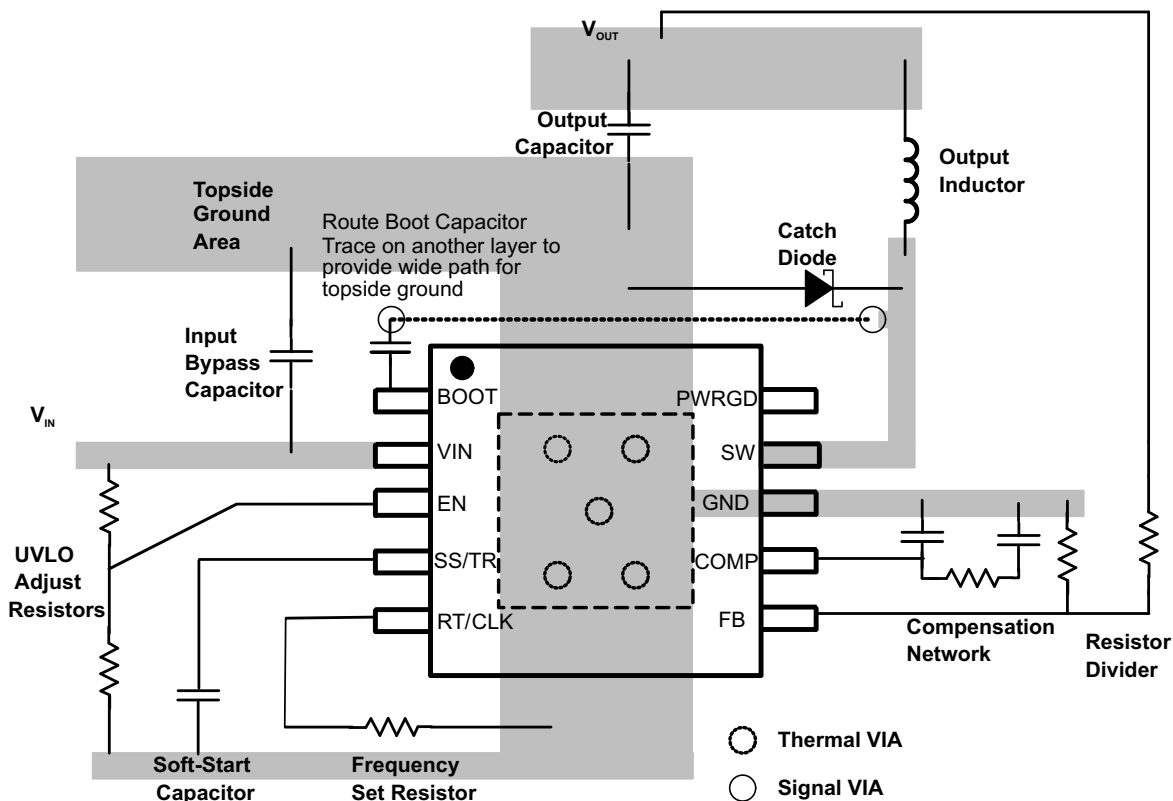 VOUT
Output
Capacitor
Output
Inductor
Topside
Ground
Area
Route Boot Capacitor
Trace on another layer to
provide wide path for
topside ground
Catch
Diode
Input
Bypass
Capacitor
VIN
BOOT
VIN
EN
SS/TR
RT/CLK
PWRGD
SW
GND
COMP
FB
UVLO
Adjust
Resistors
Compensation
Network
Resistor
Divider
Soft-Start
Capacitor
Frequency
Set Resistor
Thermal VIA
Signal VIA